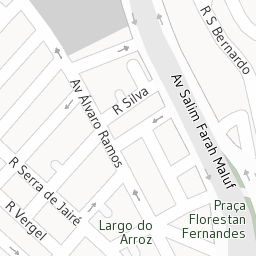 R S Bernardo
Av Salim Farah Maluf
Av Álvaro Ramos
R Silva
R Serra de Jairé
R Vergel
Largo do
Arroz
Praça
Florestan
Fernandes